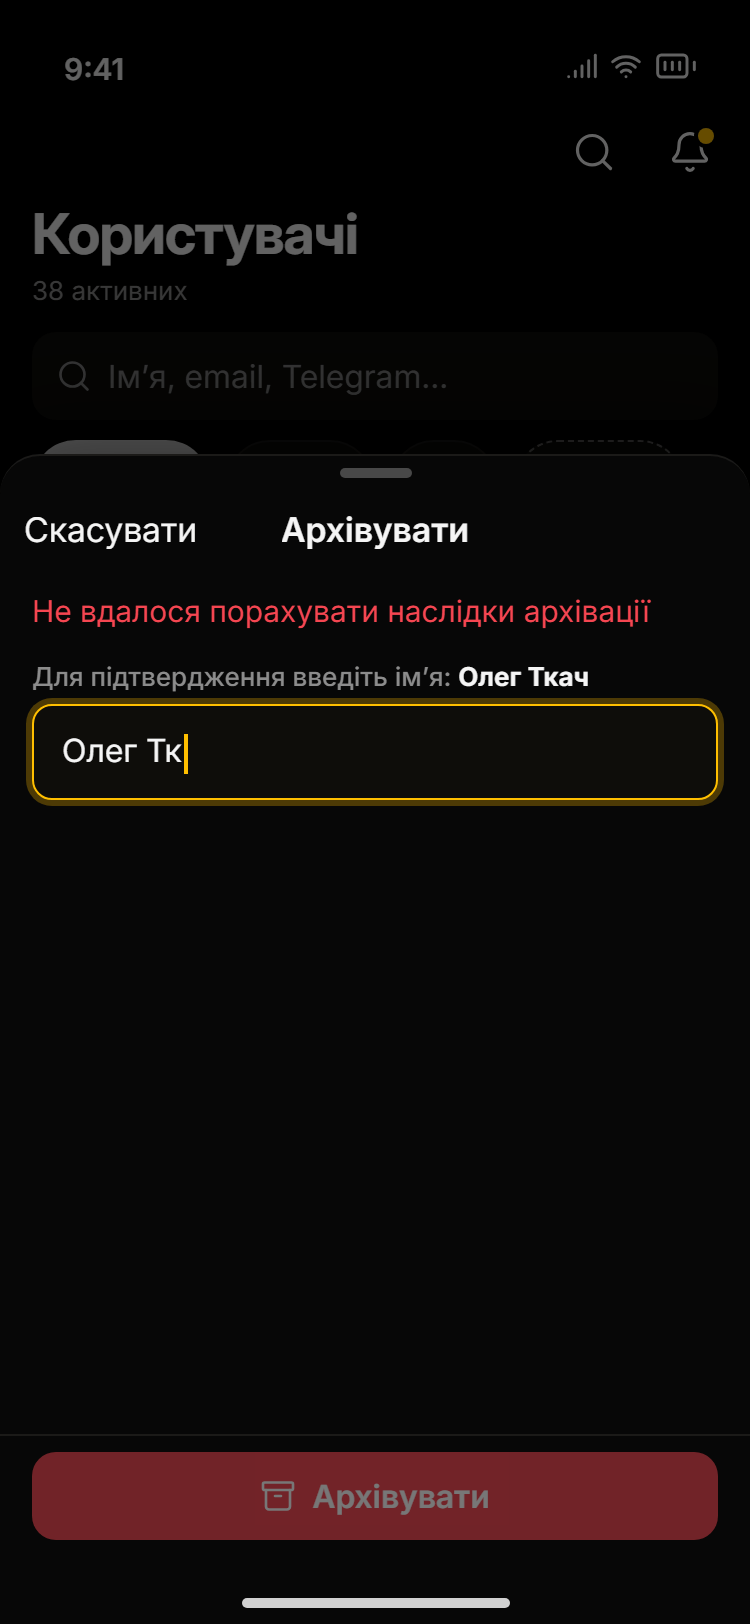 9:41
Користувачі
38 активних
Ім’я, email, Telegram...
Скасувати
Архівувати
Не вдалося порахувати наслідки архівації
Для підтвердження введіть ім’я: Олег Ткач
Олег Тк
Архівувати